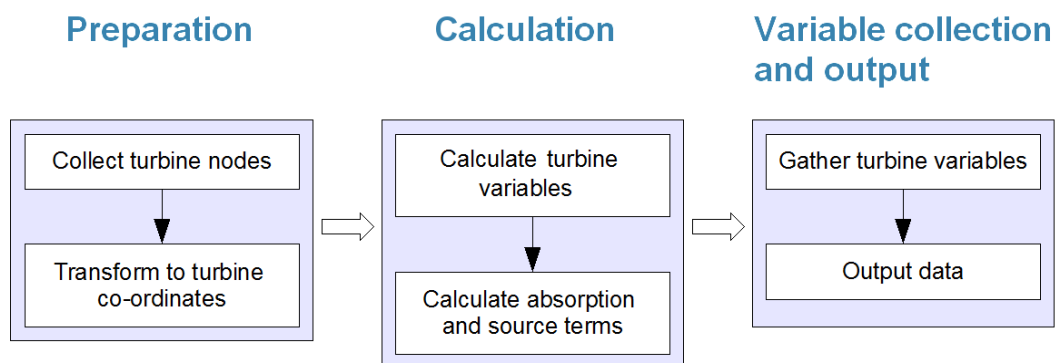 Preparation
Collect turbine nodes
Transform to turbine
co-ordinates
Calculation
Calculate turbine
variables
Calculate absorption
and source terms
Variable collection
and output
Gather turbine variables
Output data